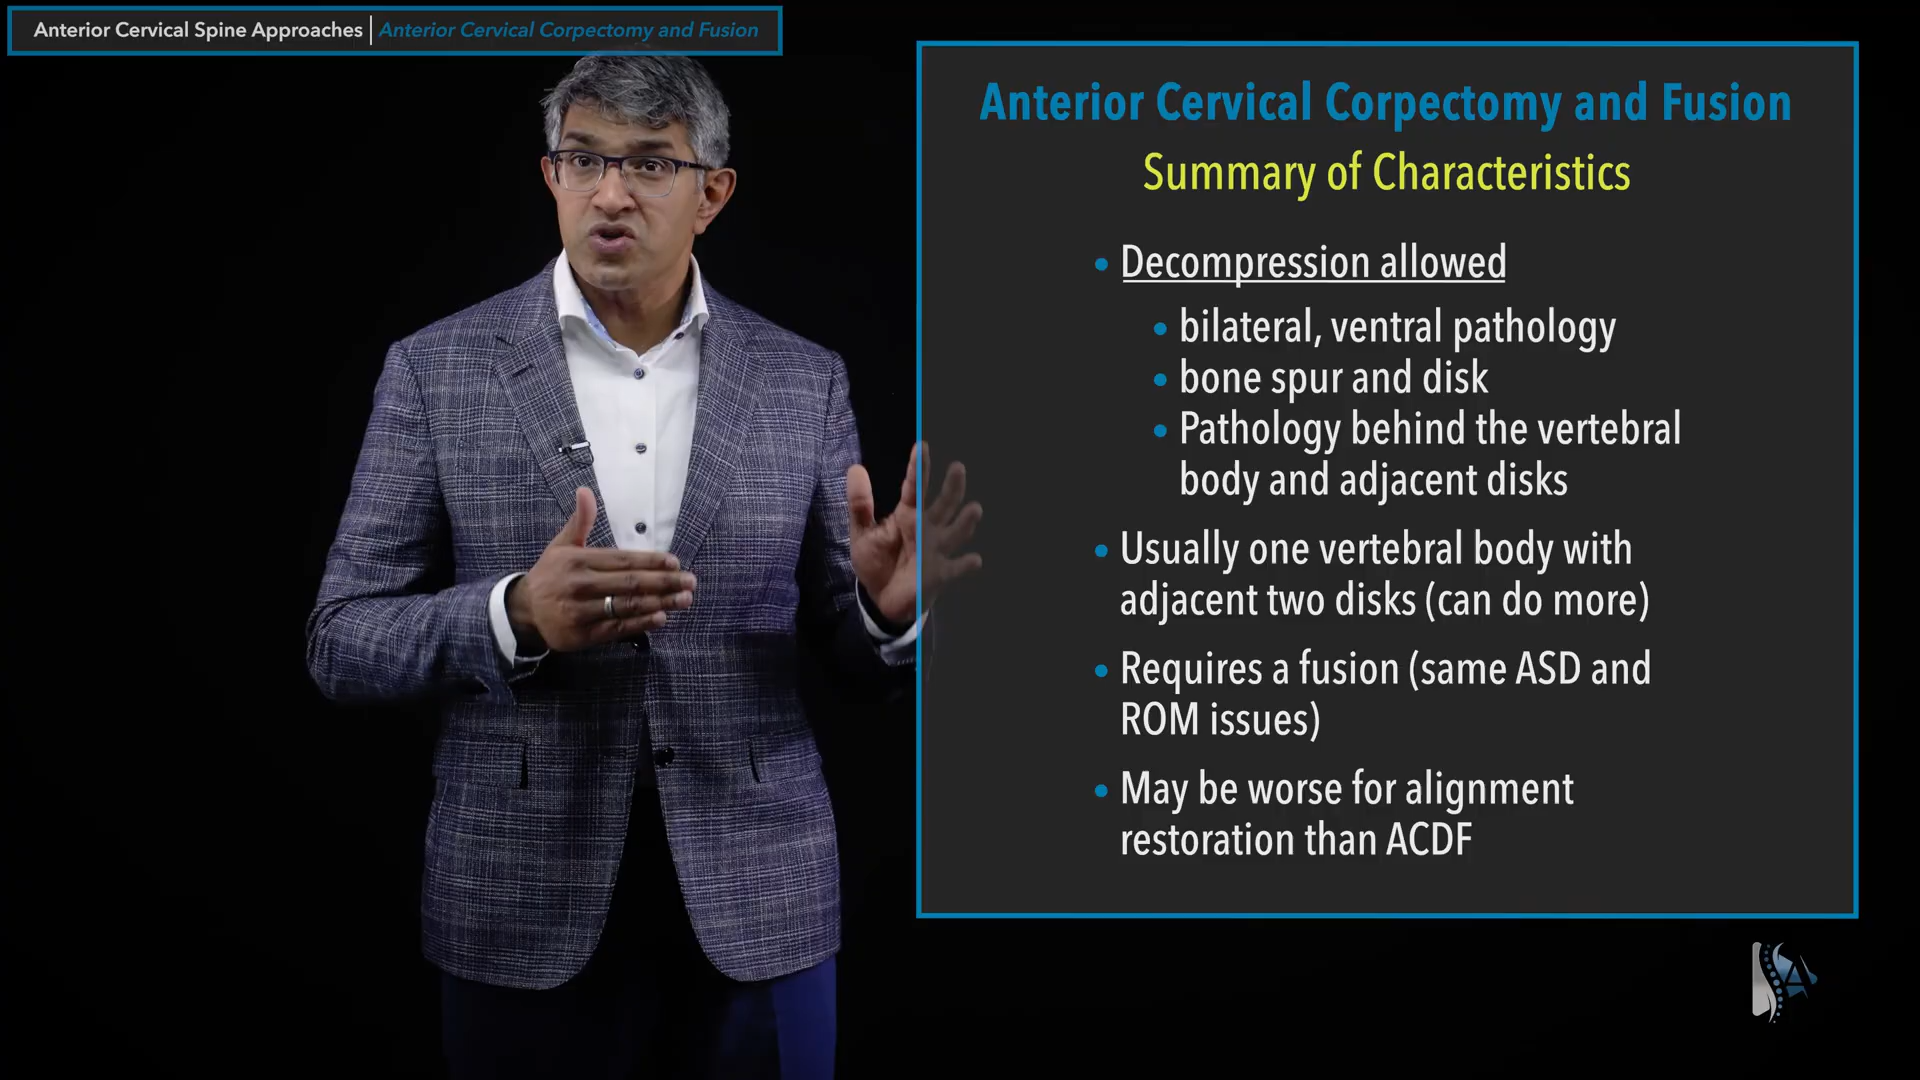 Anterior Cervical Spine Approaches | Anterior Cervical Corpectomy and Fusion
Anterior Cervical Corpectomy and Fusion
Summary of Characteristics
• Decompression allowed
• bilateral, ventral pathology
• bone spur and disk
• Pathology behind the vertebral
body and adjacent disks
• Usually one vertebral body with
adjacent two disks (can do more)
• Requires a fusion (same ASD and
ROM issues)
• May be worse for alignment
restoration than ACDF
A